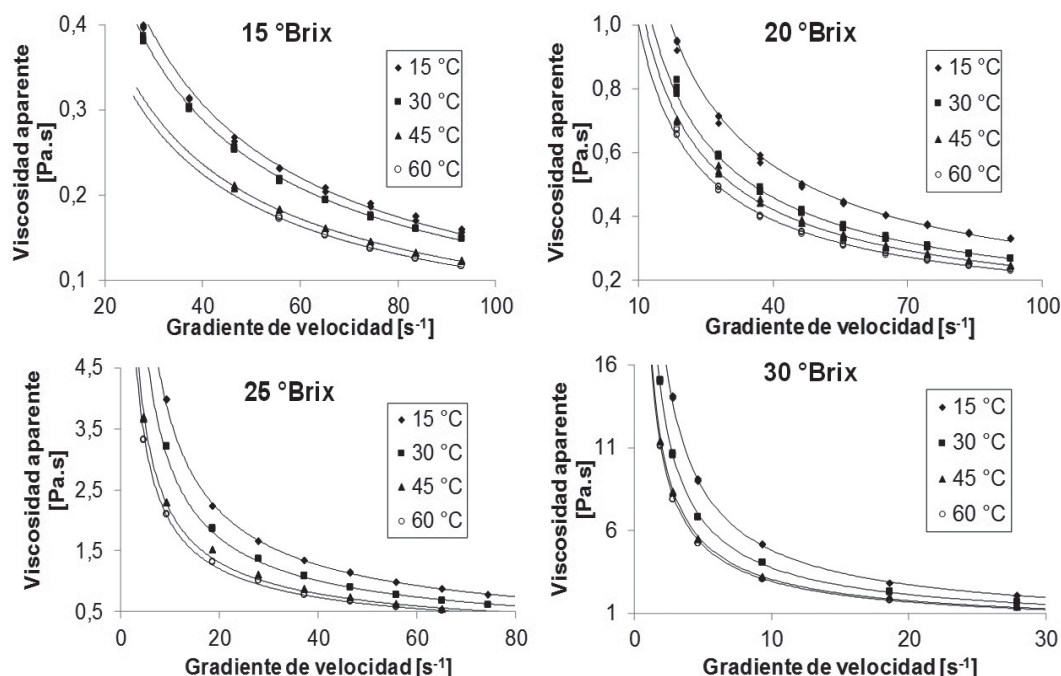 15 °Brix
0,4
0,3
0,2
0,1
Viscosidad aparente
[Pa.s]
15 °C
30 °C
45 °C
60 °C
20
40
60
80
100
Gradiente de velocidad [s⁻¹]
20 °Brix
1,0
0,8
0,6
0,4
0,2
Viscosidad aparente
[Pa.s]
15 °C
30 °C
45 °C
60 °C
10
40
70
100
Gradiente de velocidad [s⁻¹]
25 °Brix
4,5
3,5
2,5
1,5
0,5
Viscosidad aparente
[Pa.s]
15 °C
30 °C
45 °C
60 °C
0
20
40
60
80
Gradiente de velocidad [s⁻¹]
30 °Brix
16
11
6
1
Viscosidad aparente
[Pa.s]
15 °C
30 °C
45 °C
60 °C
0
10
20
30
Gradiente de velocidad [s⁻¹]